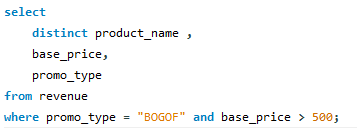 select
distinct product_name ,
base_price,
promo_type
from revenue
where promo_type = "BOGOF" and base_price > 500;